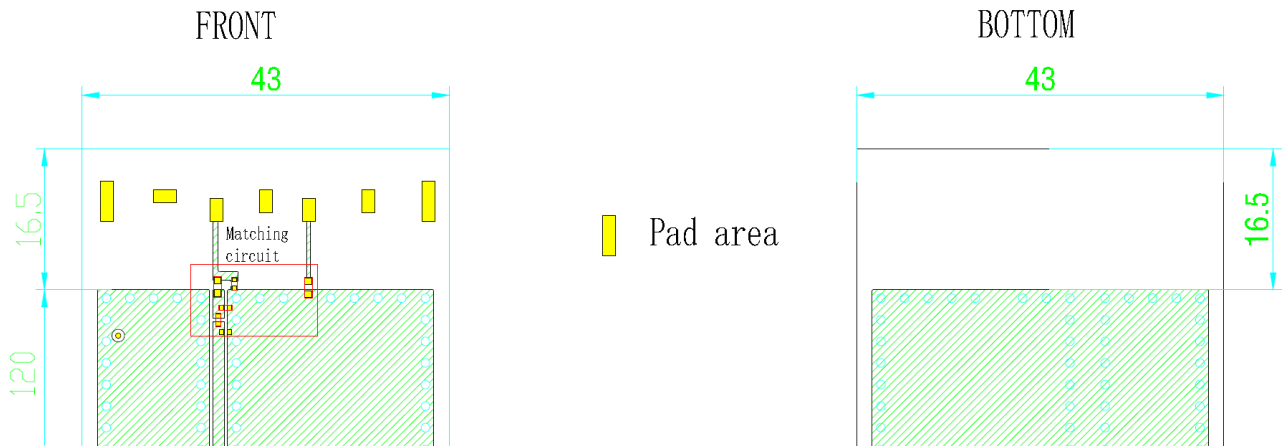 FRONT
BOTTOM
43
43
16.5
Matching
circuit
Pad area
16.5
120